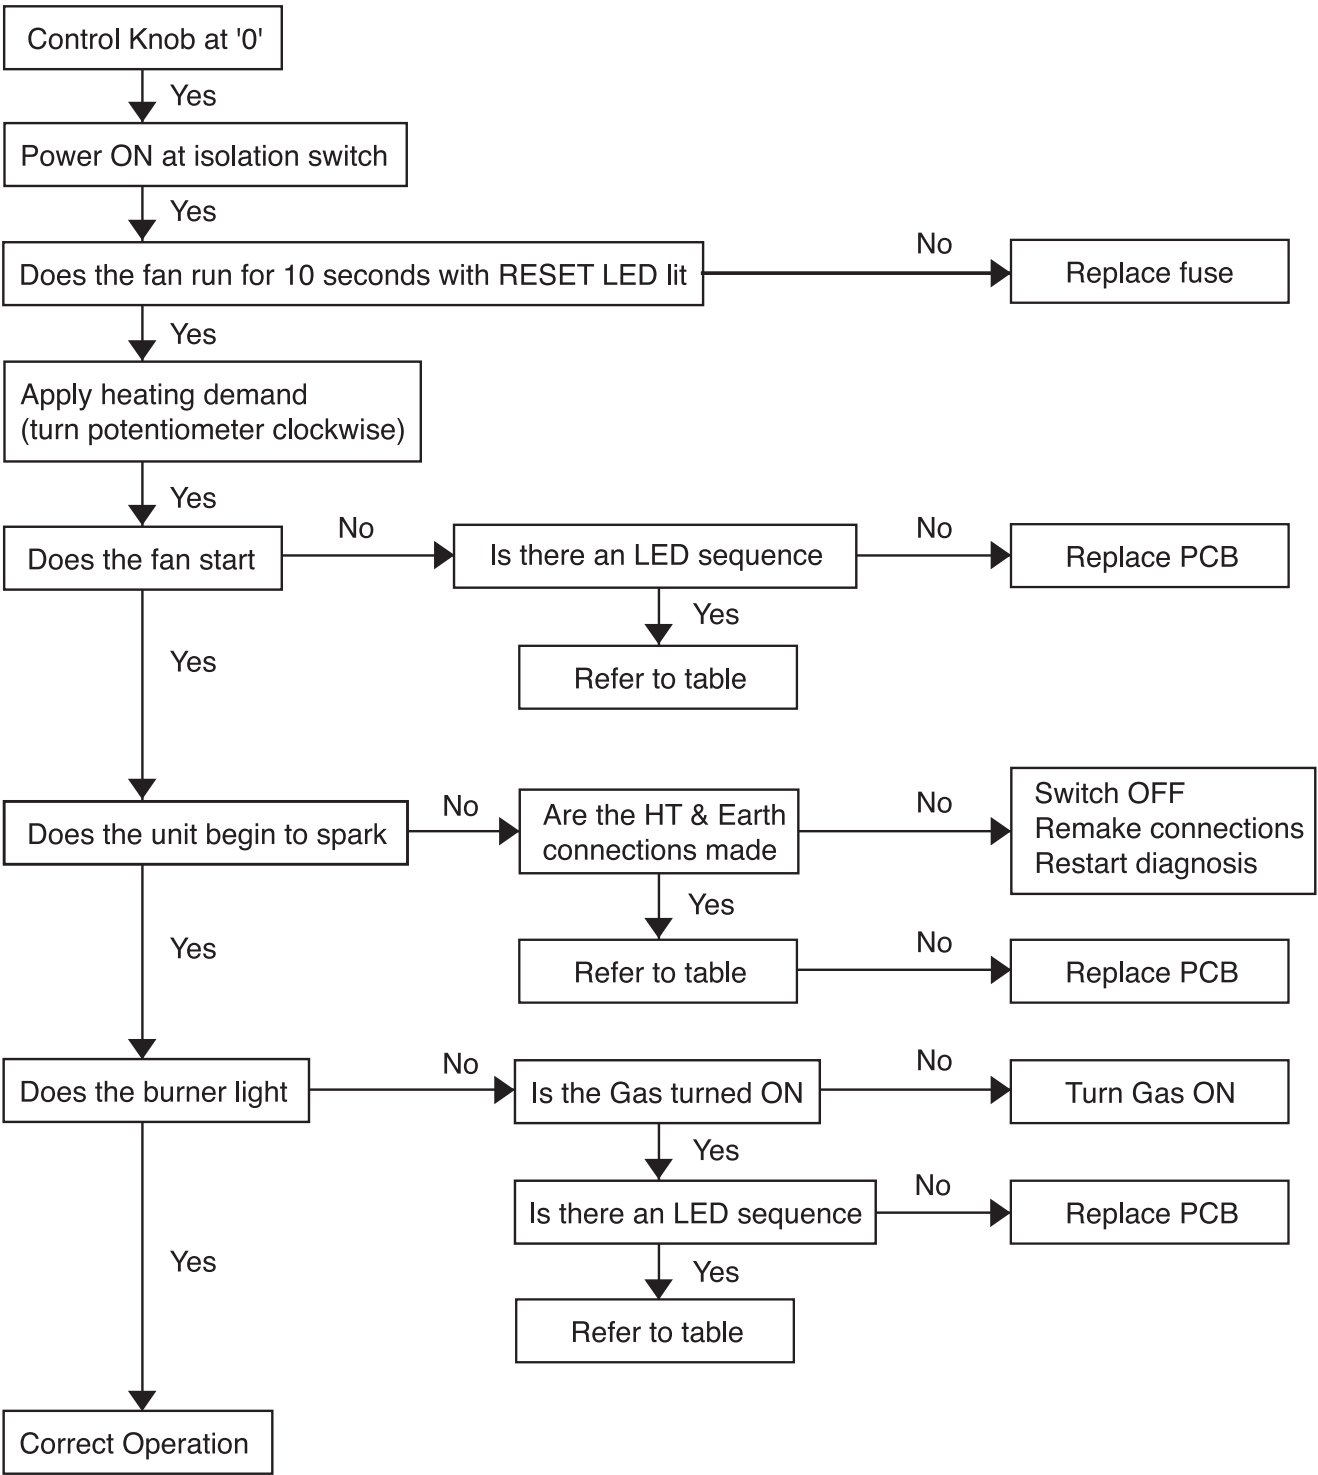 Control Knob at '0'
Yes
Power ON at isolation switch
Yes
Does the fan run for 10 seconds with RESET LED lit
No
Replace fuse
Yes
Apply heating demand
(turn potentiometer clockwise)
Yes
Does the fan start
No
Is there an LED sequence
No
Replace PCB
Yes
Refer to table
Yes
Does the unit begin to spark
No
Are the HT & Earth
connections made
No
Switch OFF
Remake connections
Restart diagnosis
Yes
Refer to table
No
Replace PCB
Yes
Does the burner light
No
Is the Gas turned ON
No
Turn Gas ON
Yes
Is there an LED sequence
No
Replace PCB
Yes
Refer to table
Yes
Correct Operation